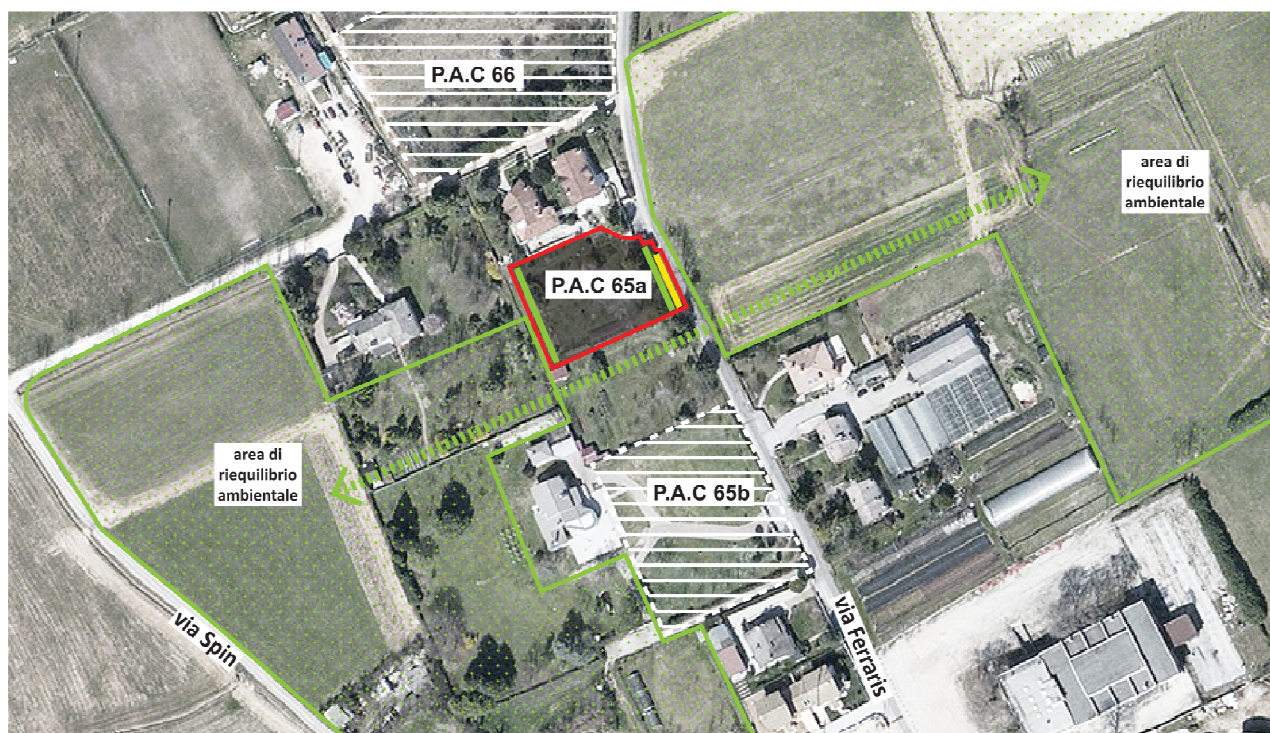 P.A.C 66
area di
riequilibrio
ambientale
P.A.C 65a
area di
riequilibrio
ambientale
P.A.C 65b
via Spin
via Ferraris